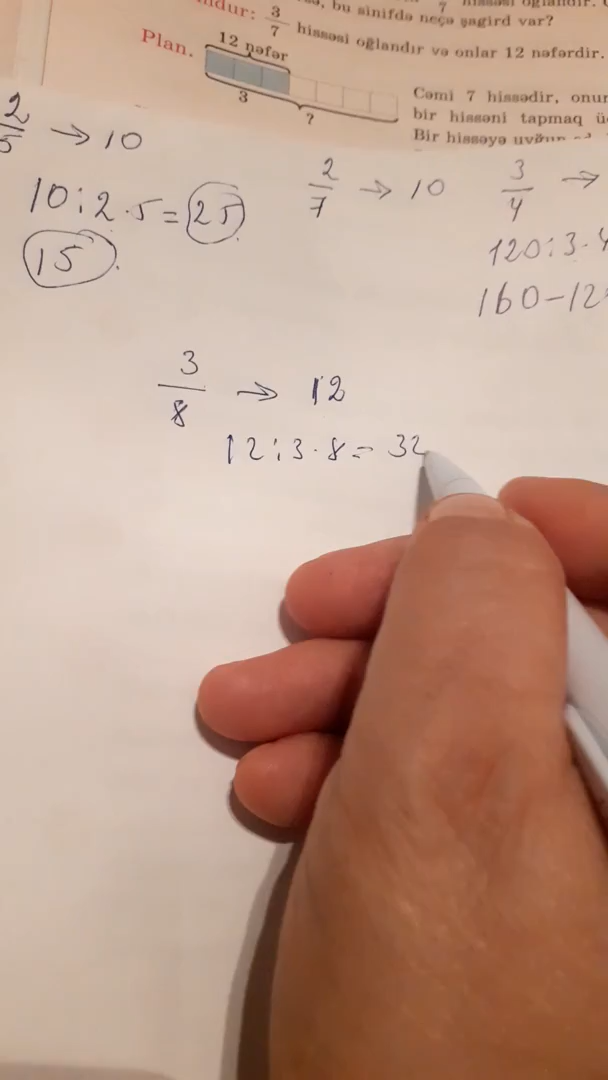 bu sinifdə neçə şagird var?
3/7 hissəsi oğlandır və onlar 12 nəfərdir.
Plan.
12 nəfər
3
?
Cəmi 7 hissədir, onun
bir hissəni tapmaq
Bir hissəyə
2/5 → 10
10:2·5=25
15.
2/7 → 10
3/4 →
120:3·4
160-12
3/8 → 12
12:3·8=32